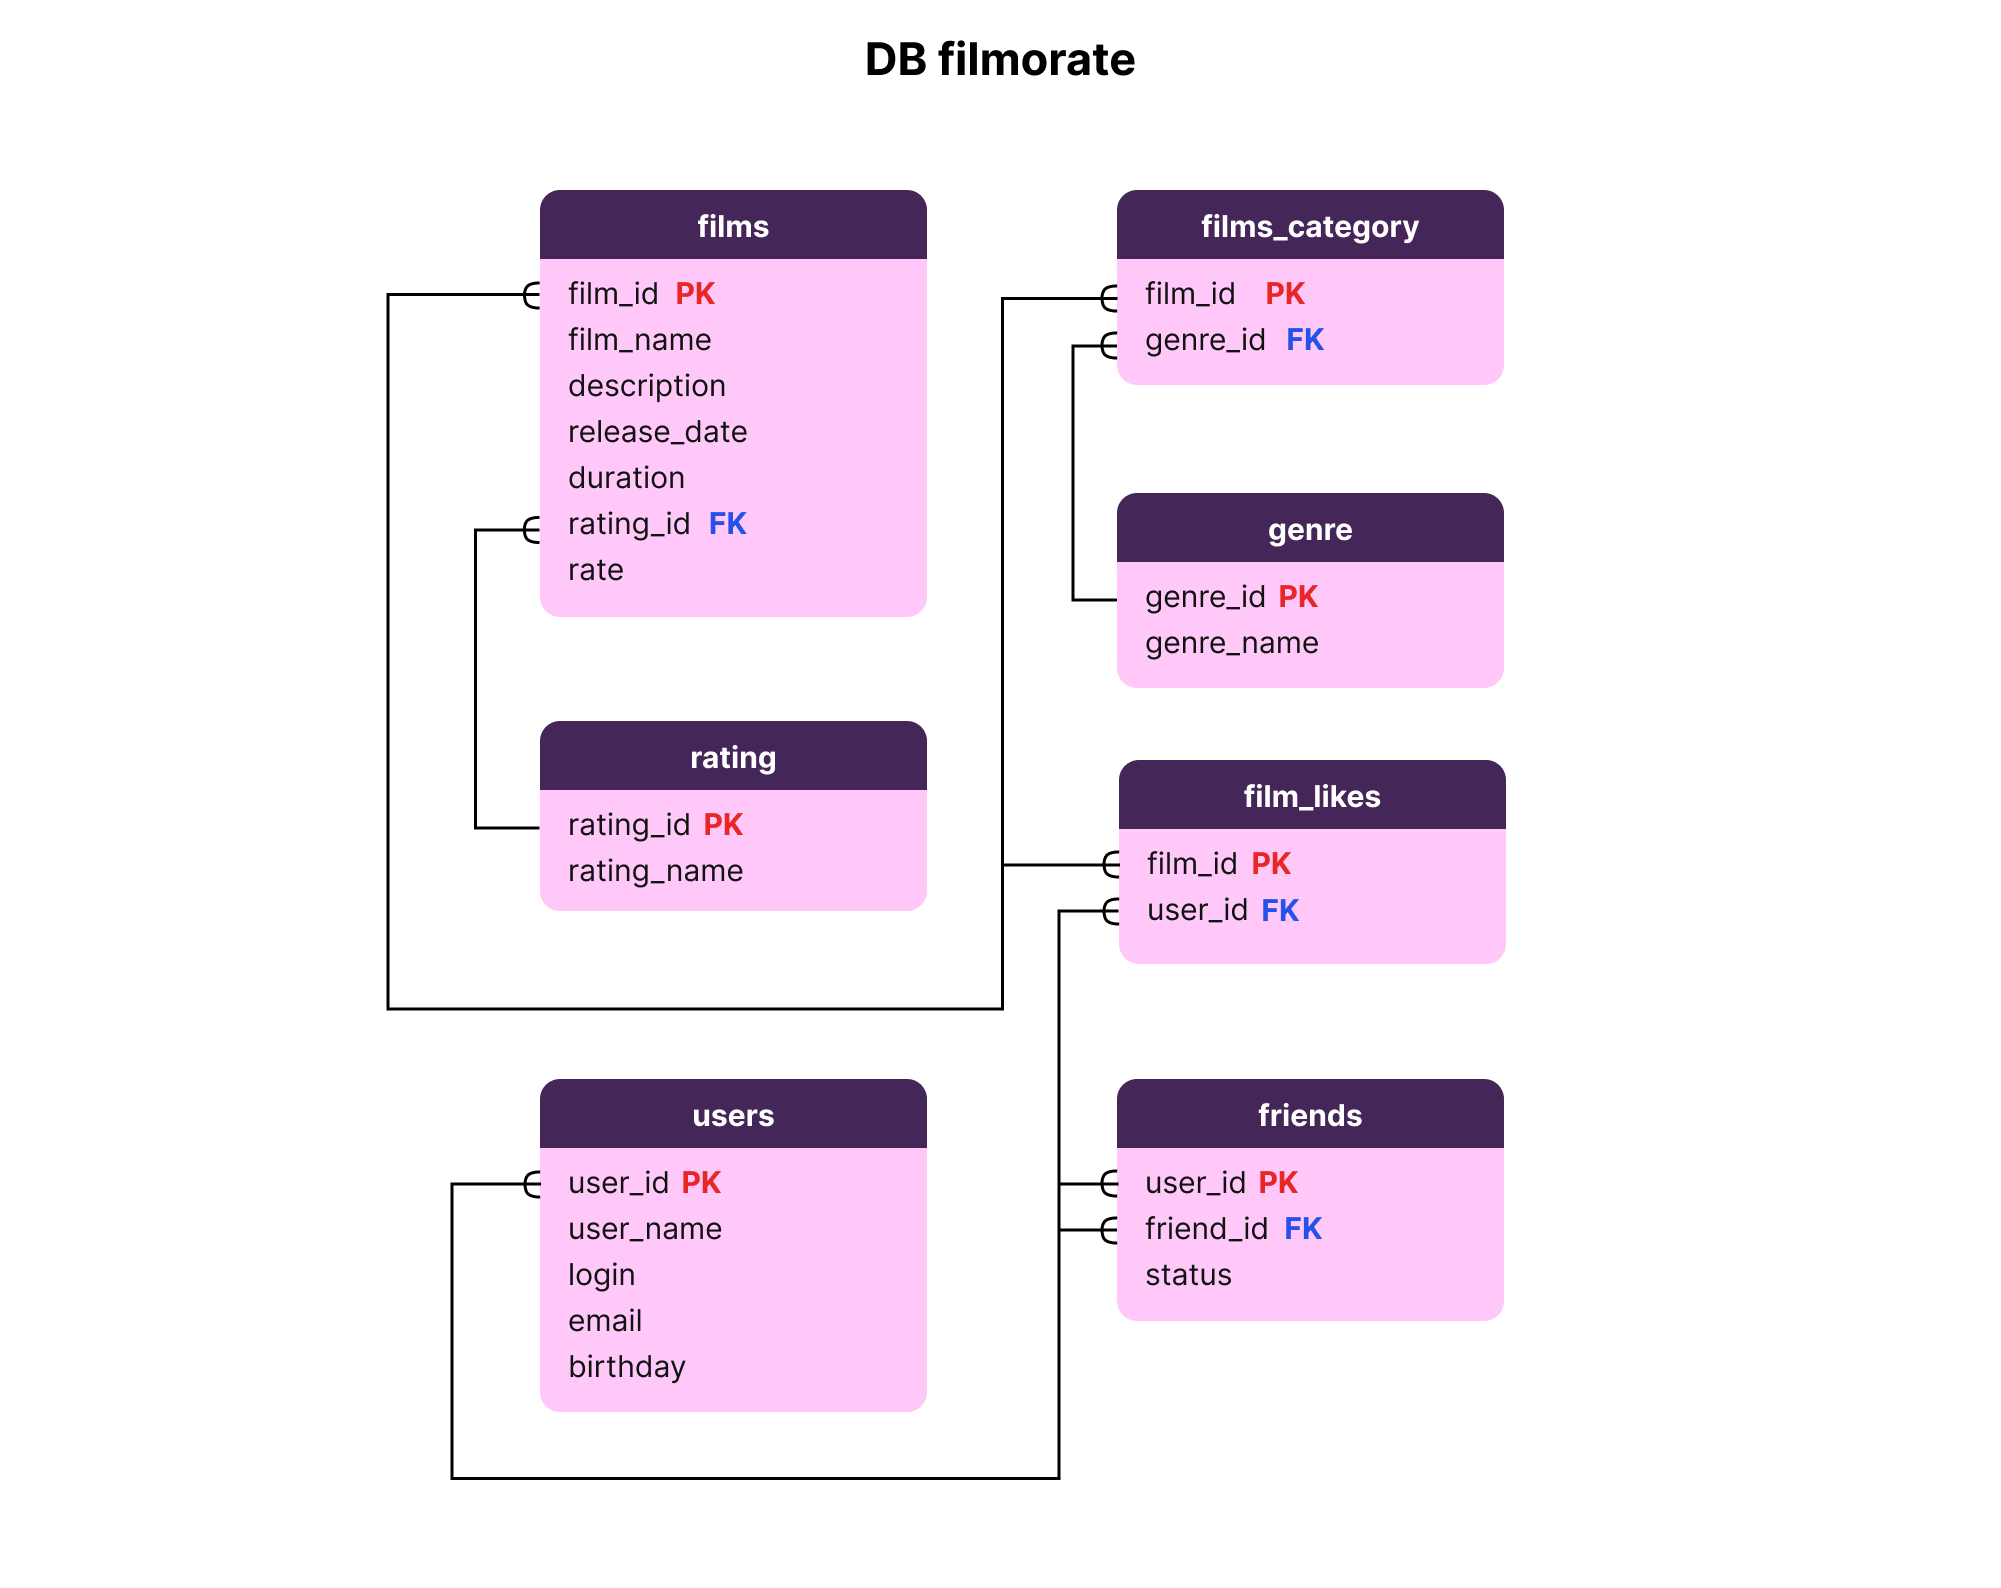 DB filmorate
films
film_id PK
film_name
description
release_date
duration
rating_id FK
rate
films_category
film_id PK
genre_id FK
genre
genre_id PK
genre_name
rating
rating_id PK
rating_name
film_likes
film_id PK
user_id FK
users
user_id PK
user_name
login
email
birthday
friends
user_id PK
friend_id FK
status